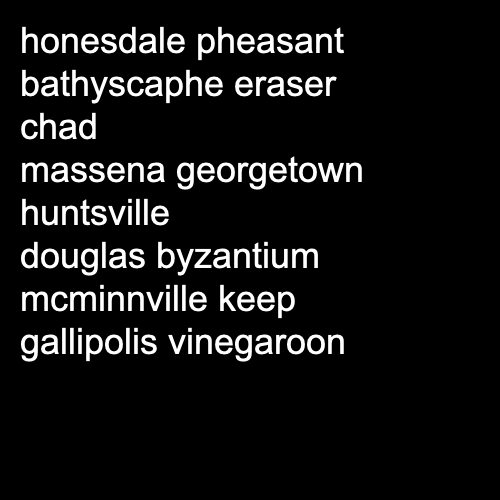 honesdale pheasant
bathyscaphe eraser
chad
massena georgetown
huntsville
douglas byzantium
mcminnville keep
gallipolis vinegaroon